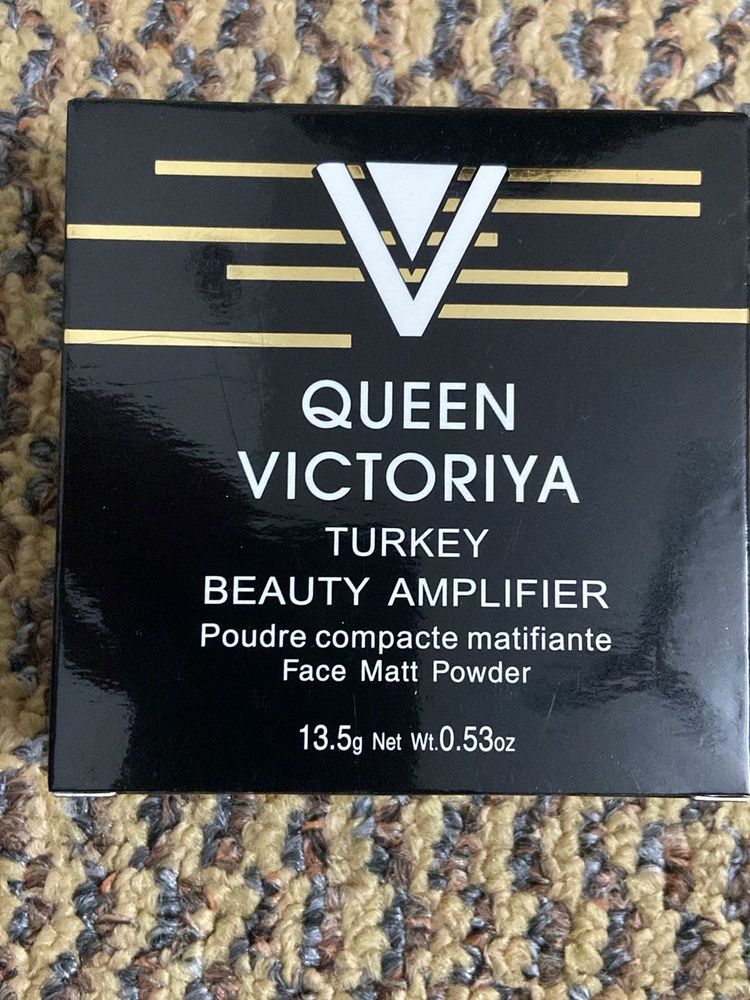 V
QUEEN
VICTORIYA
TURKEY
BEAUTY AMPLIFIER
Poudre compacte matifiante
Face Matt Powder
13.5g Net Wt.0.53oz